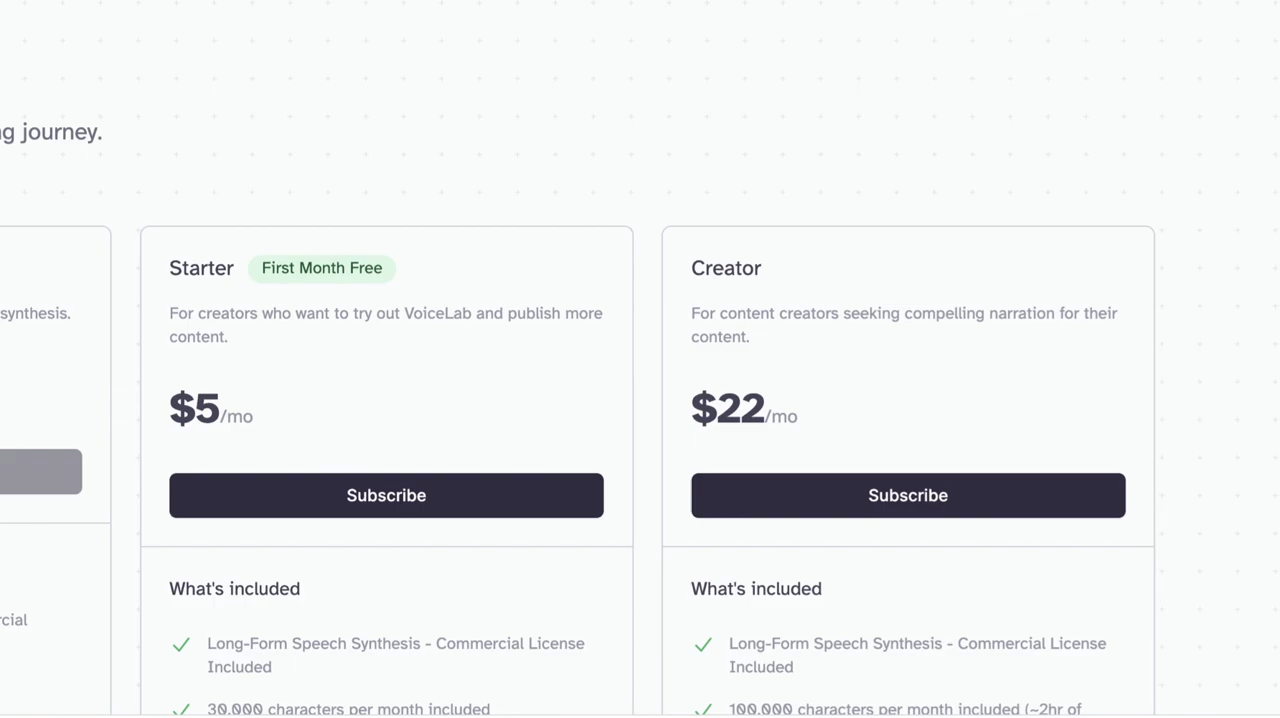 ng journey.
synthesis.
rcial
Starter First Month Free
For creators who want to try out VoiceLab and publish more
content.
$5/mo
Subscribe
What's included
Long-Form Speech Synthesis - Commercial License
Included
30,000 characters per month included
Creator
For content creators seeking compelling narration for their
content.
$22/mo
Subscribe
What's included
Long-Form Speech Synthesis - Commercial License
Included
100,000 characters per month included (~2hr of